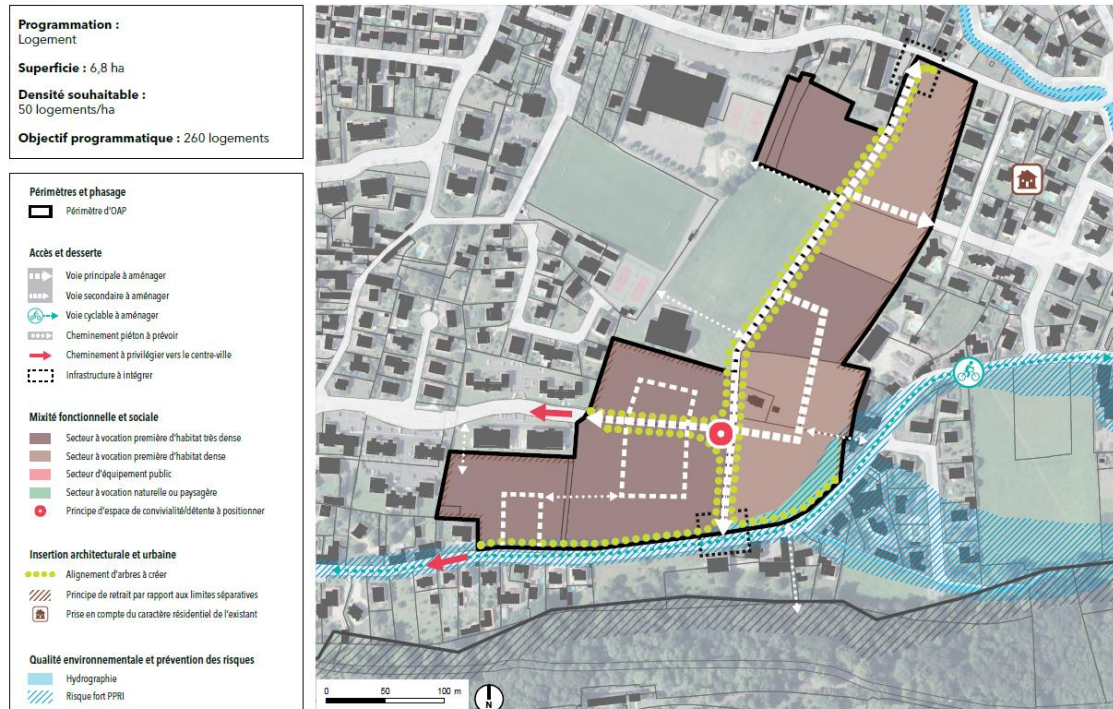 Programmation :
Logement
Superficie : 6,8 ha
Densité souhaitable :
50 logements/ha
Objectif programmatique : 260 logements
Périmètres et phasage
Périmètre d'OAP
Accès et desserte
Voie principale à aménager
Voie secondaire à aménager
Voie cyclable à aménager
Cheminement piéton à prévoir
Cheminement à privilégier vers le centre-ville
Infrastructure à intégrer
Mixité fonctionnelle et sociale
Secteur à vocation première d'habitat très dense
Secteur à vocation première d'habitat dense
Secteur d'équipement public
Secteur à vocation naturelle ou paysagère
Principe d'espace de convivialité/détente à positionner
Insertion architecturale et urbaine
Alignement d'arbres à créer
Principe de retrait par rapport aux limites séparatives
Prise en compte du caractère résidentiel de l'existant
Qualité environnementale et prévention des risques
Hydrographie
Risque fort PPRI
0 50 100 m
N